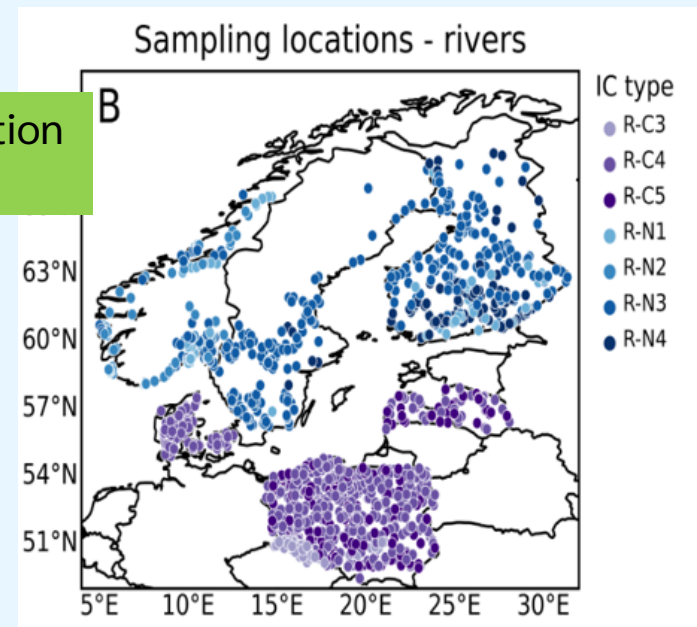 Sampling locations - rivers
tion
B
IC type
R-C3
R-C4
R-C5
R-N1
R-N2
R-N3
R-N4
63°N
60°N
57°N
54°N
51°N
5°E 10°E 15°E 20°E 25°E 30°E